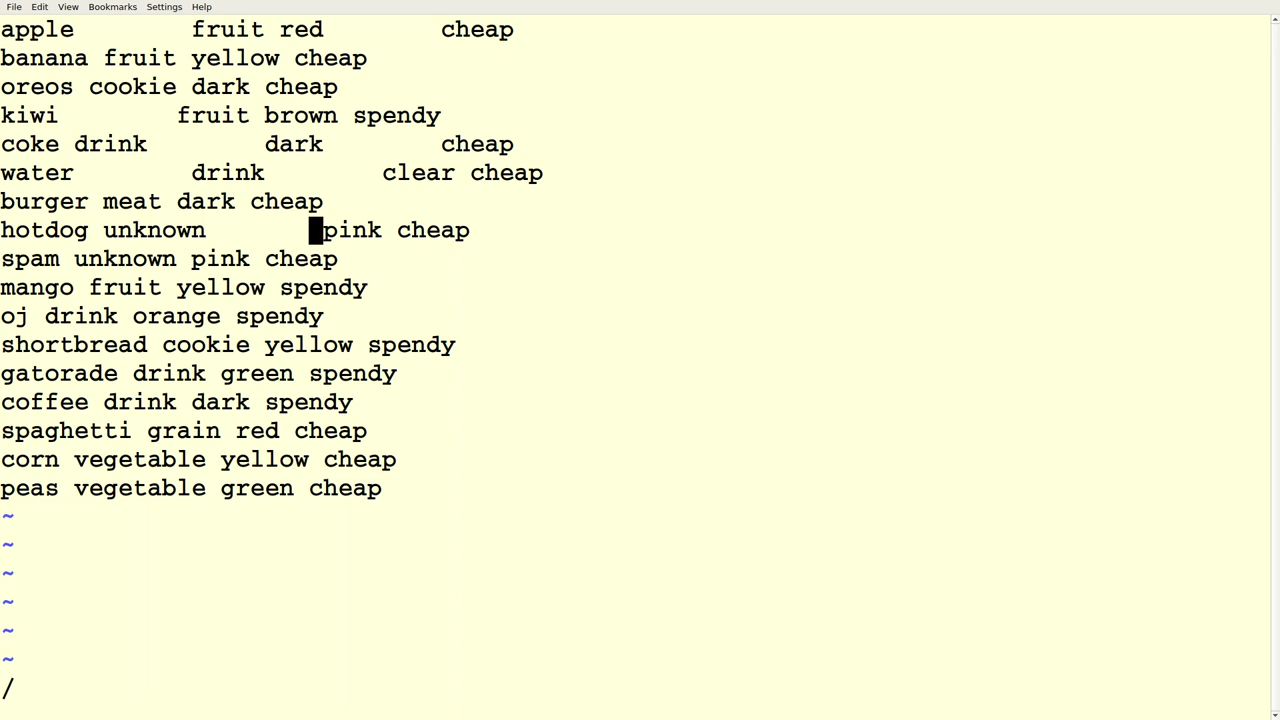 File Edit View Bookmarks Settings Help
apple        fruit red        cheap
banana fruit yellow cheap
oreos cookie dark cheap
kiwi        fruit brown spendy
coke drink        dark        cheap
water        drink        clear cheap
burger meat dark cheap
hotdog unknown        pink cheap
spam unknown pink cheap
mango fruit yellow spendy
oj drink orange spendy
shortbread cookie yellow spendy
gatorade drink green spendy
coffee drink dark spendy
spaghetti grain red cheap
corn vegetable yellow cheap
peas vegetable green cheap
~
~
~
~
~
~
/